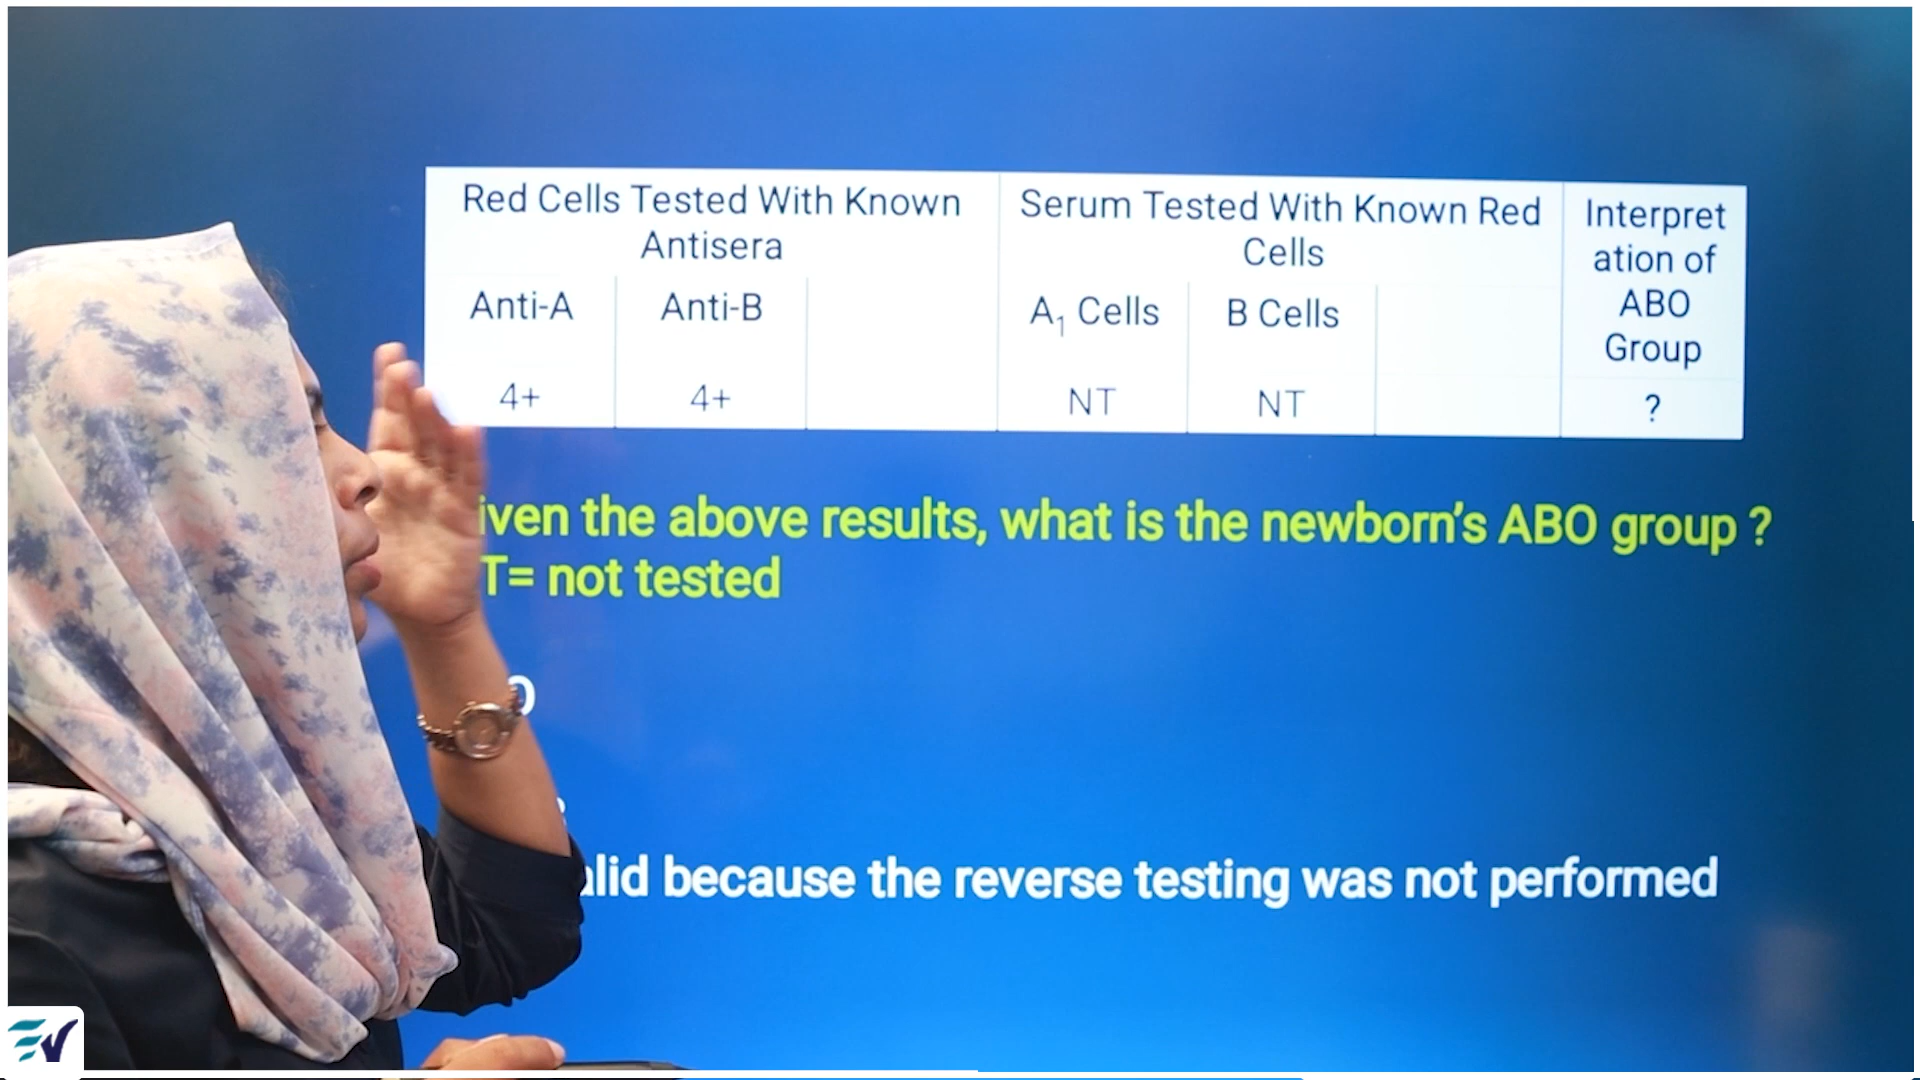 Red Cells Tested With Known
Antisera
Serum Tested With Known Red
Cells
Interpret
ation of
ABO
Group
Anti-A
Anti-B
A₁ Cells
B Cells
4+
4+
NT
NT
?
iven the above results, what is the newborn's ABO group ?
T= not tested
O
alid because the reverse testing was not performed